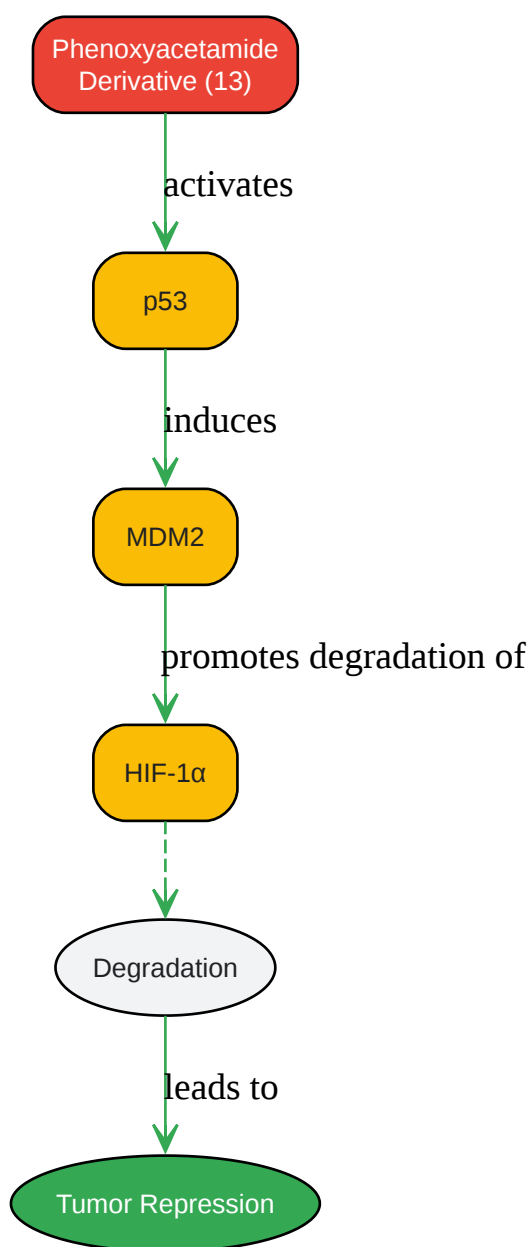 Phenoxyacetamide
Derivative (13)
activates
p53
induces
MDM2
promotes degradation of
HIF-1α
Degradation
leads to
Tumor Repression